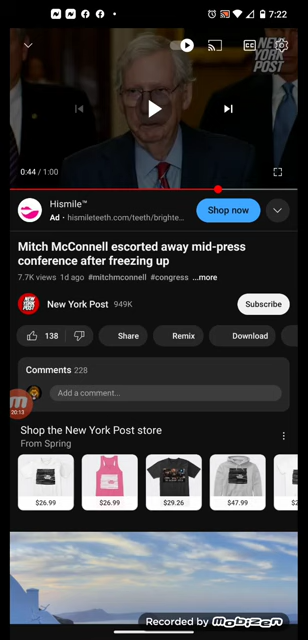 7:22
NEW YORK POST
CC
0:44 / 1:00
Hismile™
Ad • hismileteeth.com/teeth/brighte...
Shop now
Mitch McConnell escorted away mid-press
conference after freezing up
7.7K views 1d ago #mitchmcconnell #congress ...more
New York Post 949K
Subscribe
138
Share
Remix
Download
Comments 228
Add a comment...
20:13
Shop the New York Post store
From Spring
$26.99
$26.99
$29.26
$47.99
Recorded by mobizen